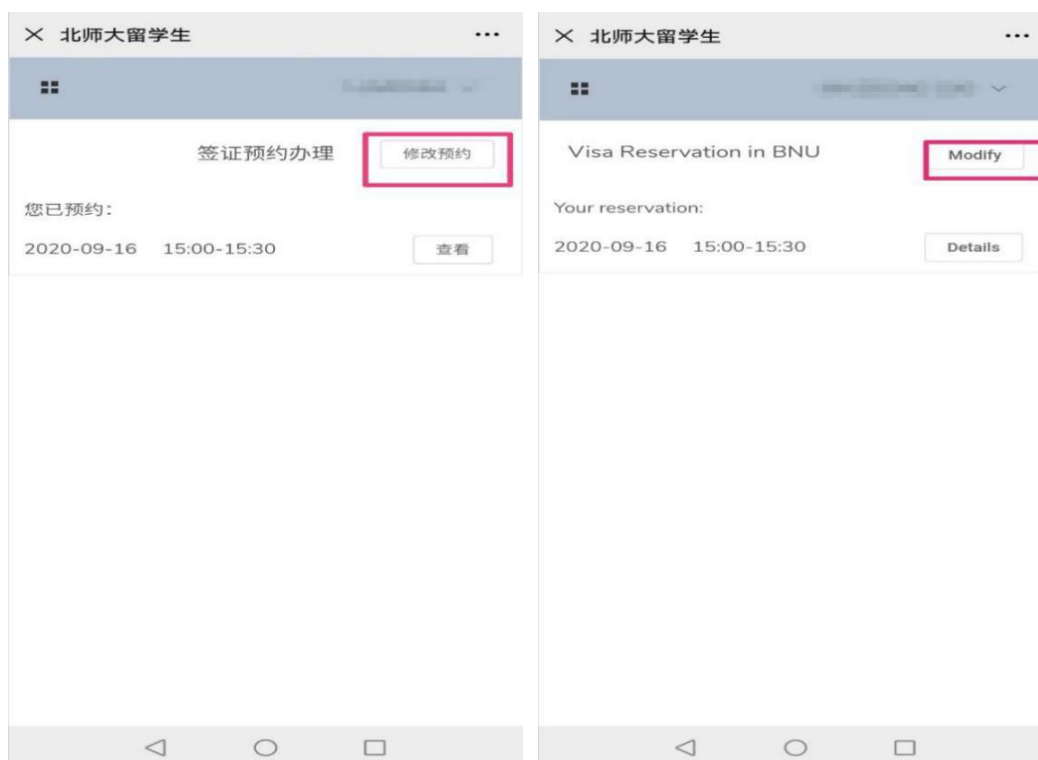 北师大留学生
签证预约办理 修改预约
您已预约:
2020-09-16 15:00-15:30 查看
北师大留学生
Visa Reservation in BNU Modify
Your reservation:
2020-09-16 15:00-15:30 Details